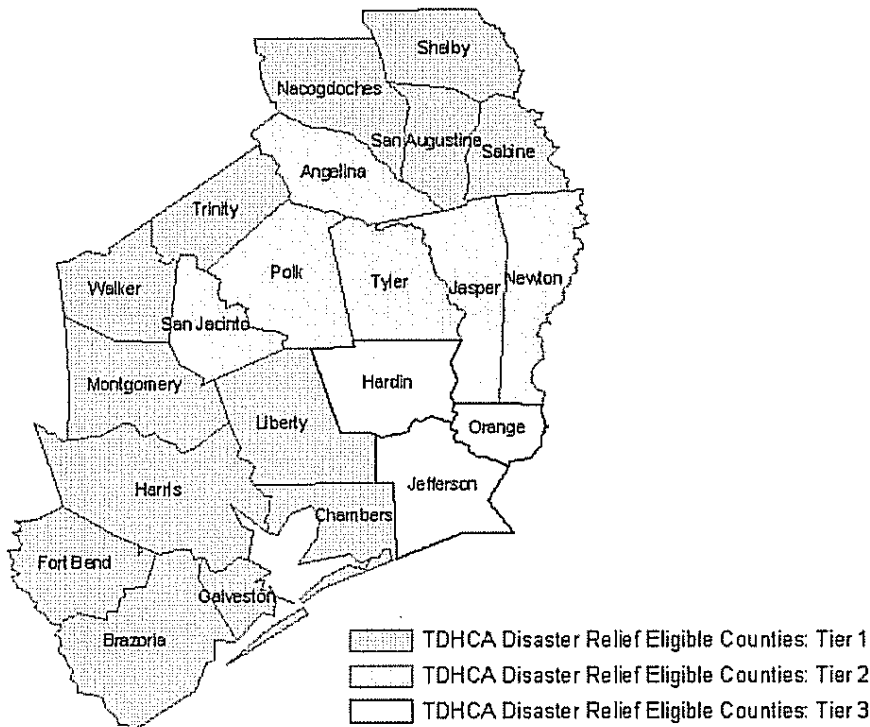 Shelby
Nacogdoches
San Augustine
Sabine
Angelina
Trinity
Polk
Tyler
Jasper
Newton
Walker
San Jacinto
Montgomery
Hardin
Liberty
Orange
Harris
Jefferson
Chambers
Fort Bend
Galveston
Brazoria
TDHCA Disaster Relief Eligible Counties: Tier 1
TDHCA Disaster Relief Eligible Counties: Tier 2
TDHCA Disaster Relief Eligible Counties: Tier 3